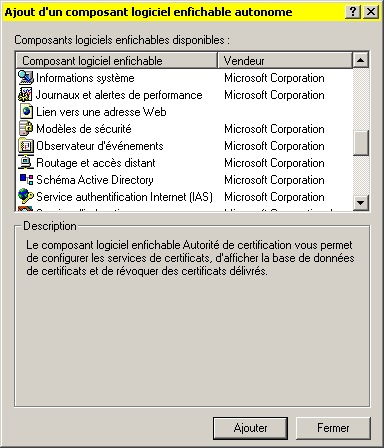 Ajout d'un composant logiciel enfichable autonome
Composants logiciels enfichables disponibles :
Composant logiciel enfichable Vendeur
Informations système Microsoft Corporation
Journaux et alertes de performance Microsoft Corporation
Lien vers une adresse Web
Modèles de sécurité Microsoft Corporation
Observateur d'événements Microsoft Corporation
Routage et accès distant Microsoft Corporation
Schéma Active Directory Microsoft Corporation
Service authentification Internet (IAS) Microsoft Corporation
Description
Le composant logiciel enfichable Autorité de certification vous permet
de configurer les services de certificats, d'afficher la base de données
de certificats et de révoquer des certificats délivrés.
Ajouter Fermer